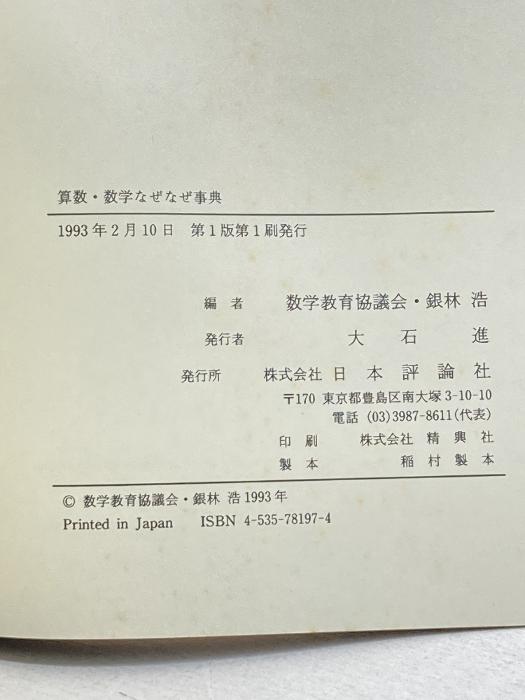 算数・数学なぜなぜ事典
1993年2月10日 第1版第1刷発行
編者 数学教育協議会・銀林 浩
発行者 大石 進
発行所 株式会社 日本評論社
〒170 東京都豊島区南大塚3-10-10
電話 (03)3987-8611(代表)
印刷 株式会社 精興社
製本 稲村製本
© 数学教育協議会・銀林 浩 1993年
Printed in Japan ISBN 4-535-78197-4